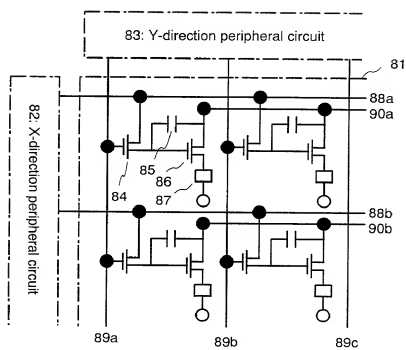 83: Y-direction peripheral circuit
81
82: X-direction peripheral circuit
88a
90a
85
86
84
87
88b
90b
89a
89b
89c